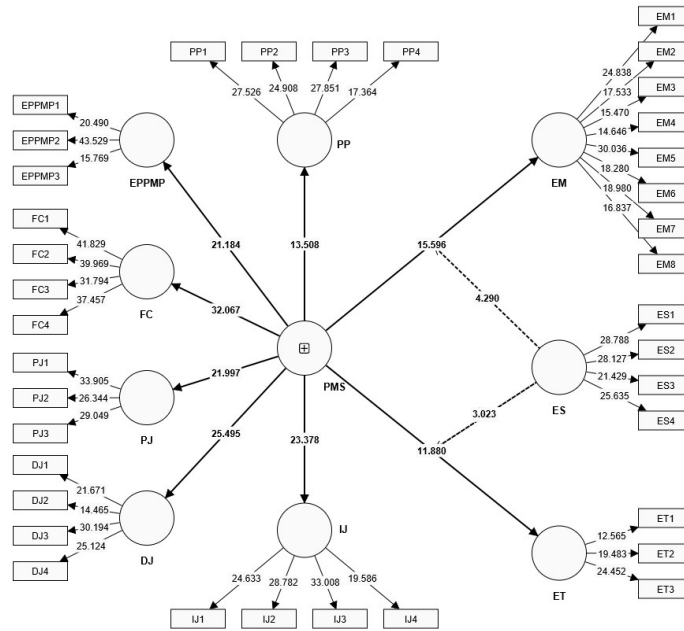 PP1 PP2 PP3 PP4
27.526 24.908 27.851 17.364
PP
EPPMP1
EPPMP2
EPPMP3
20.490
43.529
15.769
EPPMP
21.184
13.508
EM1
EM2
EM3
EM4
EM5
EM6
EM7
EM8
24.838
17.533
15.470
14.646
30.036
18.280
18.980
16.837
EM
15.596
4.290
FC1
FC2
FC3
FC4
41.829
39.969
31.794
37.457
FC
32.067
PMS
ES1
ES2
ES3
ES4
28.788
28.127
21.429
25.635
ES
3.023
PJ1
PJ2
PJ3
33.905
26.344
29.049
PJ
21.997
DJ1
DJ2
DJ3
DJ4
21.671
14.465
30.194
25.124
DJ
25.495
23.378
11.880
IJ
24.633 28.782 33.008 19.586
IJ1 IJ2 IJ3 IJ4
ET1
ET2
ET3
12.565
19.483
24.452
ET